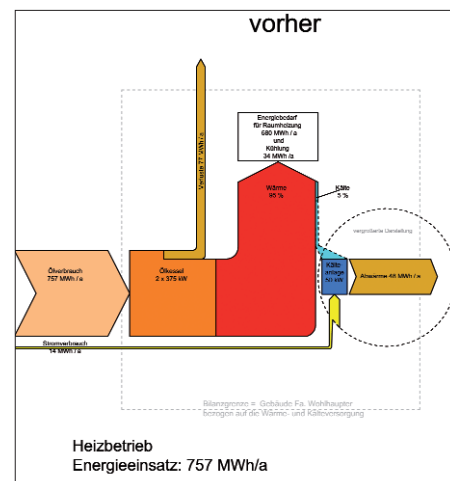 vorher
Energiebedarf
für Raumheizung
680 MWh / a
und
Kühlung
34 MWh /a
Verluste 77 MWh / a
Wärme
95 %
Kälte
5 %
vergrößerte Darstellung
Ölverbrauch
757 MWh / a
Ölkessel
2 x 375 kW
Kälte
anlage
50 kW
Abwärme 48 MWh / a
Stromverbrauch
14 MWh / a
Bilanzgrenze = Gebäude Fa. Wohlhaupter
bezogen auf die Wärme- und Kälteversorgung
Heizbetrieb
Energieeinsatz: 757 MWh/a